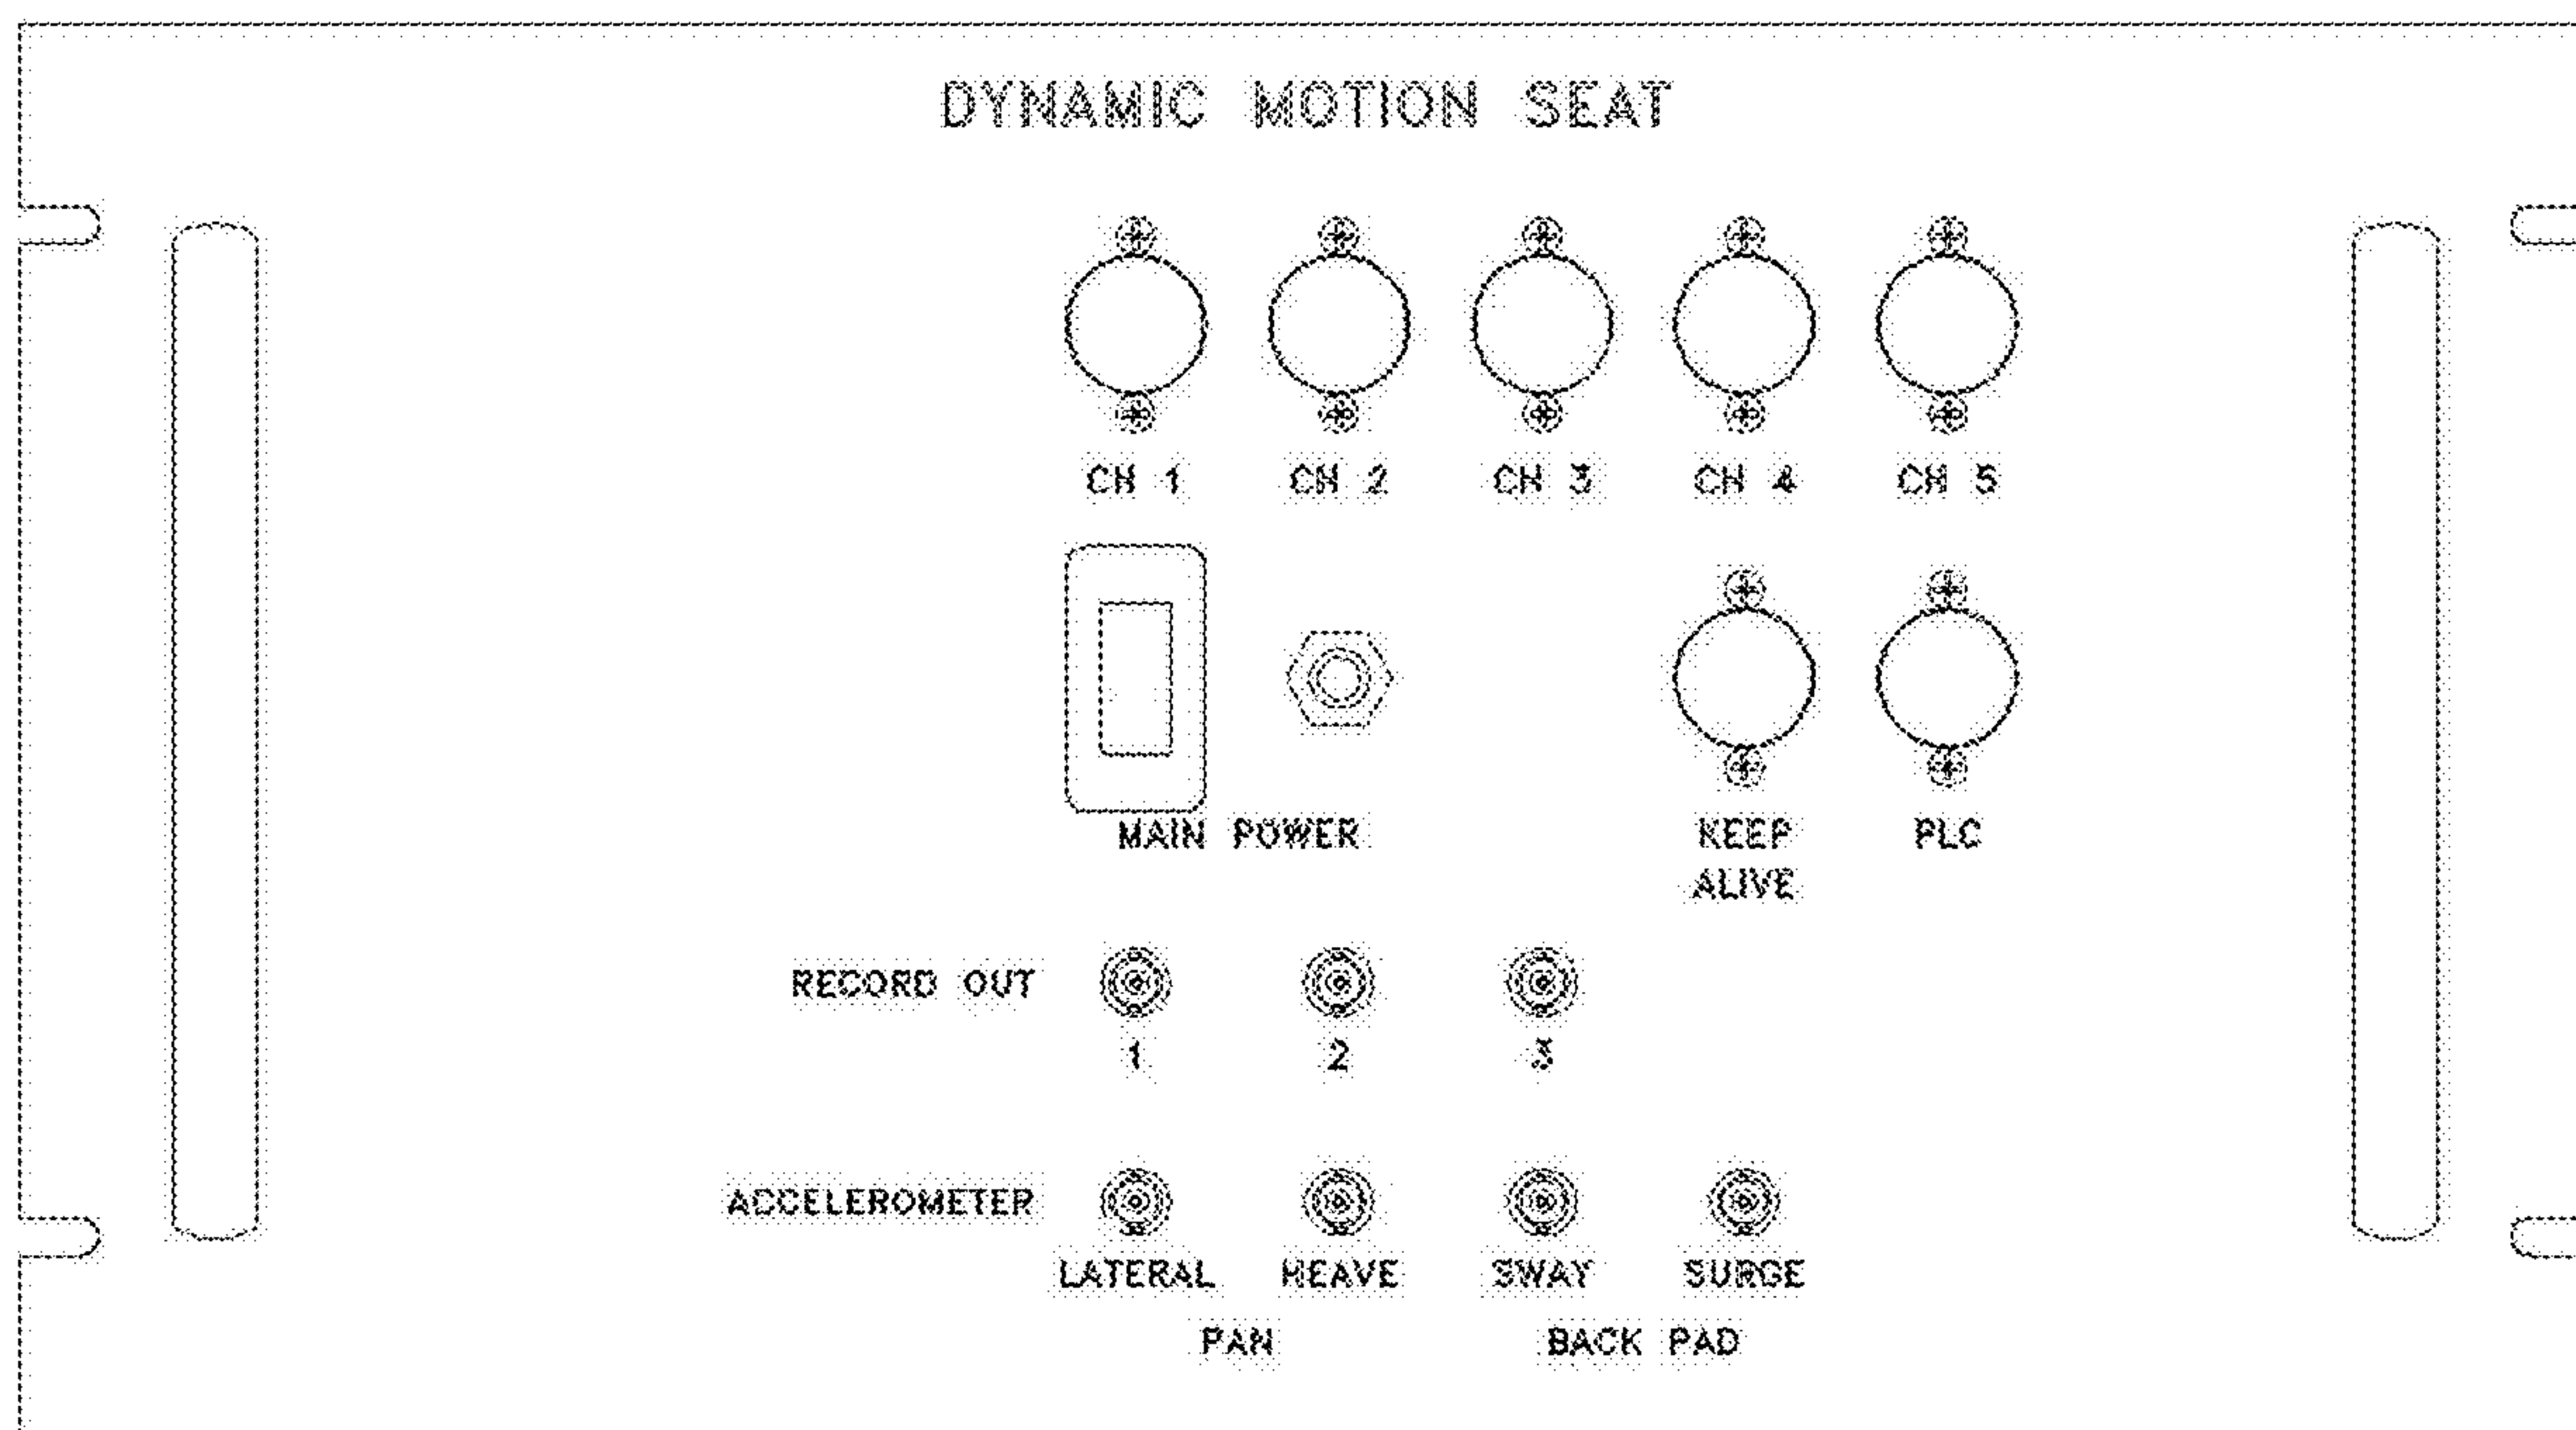 DYNAMIC MOTION SEAT
CH 1 CH 2 CH 3 CH 4 CH 5
MAIN POWER KEEP ALIVE PLC
RECORD OUT
1 2 3
ACCELEROMETER
LATERAL HEAVE SWAY SURGE
PAN BACK PAD